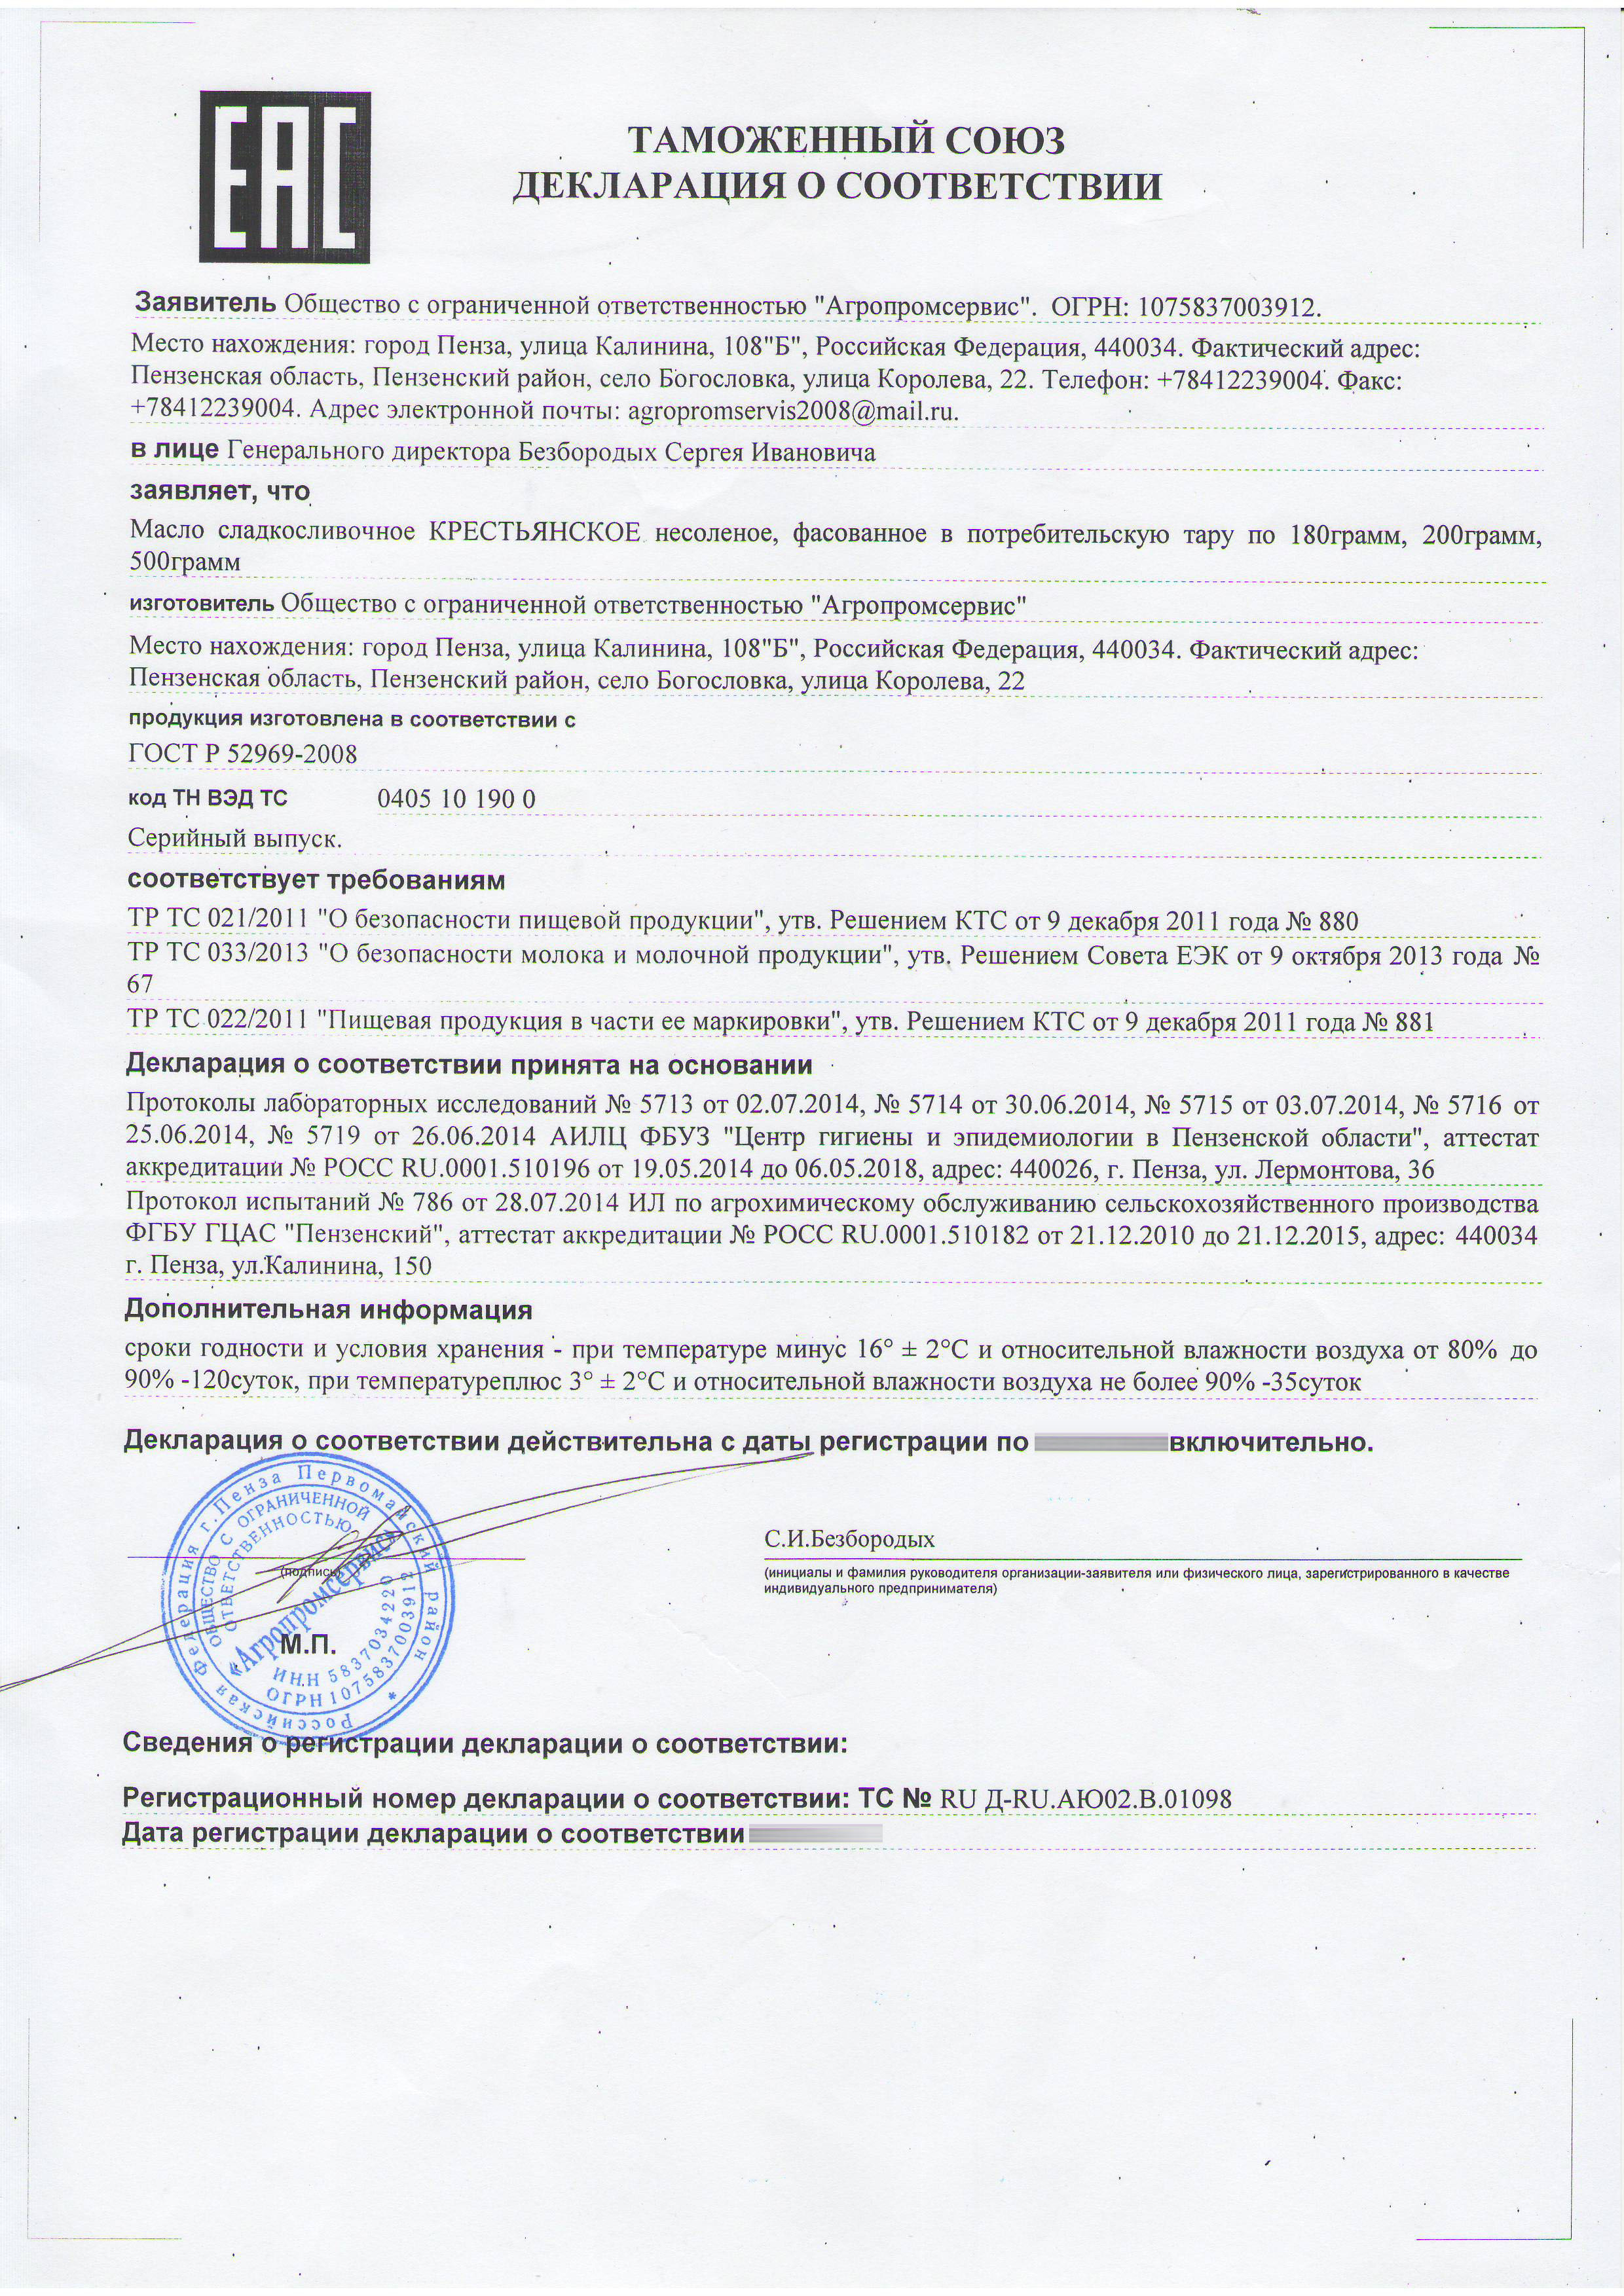 EAC
ТАМОЖЕННЫЙ СОЮЗ
ДЕКЛАРАЦИЯ О СООТВЕТСТВИИ
Заявитель Общество с ограниченной ответственностью "Агропромсервис". ОГРН: 1075837003912.
Место нахождения: город Пенза, улица Калинина, 108"Б", Российская Федерация, 440034. Фактический адрес:
Пензенская область, Пензенский район, село Богословка, улица Королева, 22. Телефон: +78412239004. Факс:
+78412239004. Адрес электронной почты: agropromservis2008@mail.ru.
в лице Генерального директора Безбородых Сергея Ивановича
заявляет, что
Масло сладкосливочное КРЕСТЬЯНСКОЕ несоленое, фасованное в потребительскую тару по 180грамм, 200грамм,
500грамм
изготовитель Общество с ограниченной ответственностью "Агропромсервис"
Место нахождения: город Пенза, улица Калинина, 108"Б", Российская Федерация, 440034. Фактический адрес:
Пензенская область, Пензенский район, село Богословка, улица Королева, 22
продукция изготовлена в соответствии с
ГОСТ Р 52969-2008
код ТН ВЭД ТС 0405 10 190 0
Серийный выпуск.
соответствует требованиям
ТР ТС 021/2011 "О безопасности пищевой продукции", утв. Решением КТС от 9 декабря 2011 года № 880
ТР ТС 033/2013 "О безопасности молока и молочной продукции", утв. Решением Совета ЕЭК от 9 октября 2013 года №
67
ТР ТС 022/2011 "Пищевая продукция в части ее маркировки", утв. Решением КТС от 9 декабря 2011 года № 881
Декларация о соответствии принята на основании
Протоколы лабораторных исследований № 5713 от 02.07.2014, № 5714 от 30.06.2014, № 5715 от 03.07.2014, № 5716 от
25.06.2014, № 5719 от 26.06.2014 АИЛЦ ФБУЗ "Центр гигиены и эпидемиологии в Пензенской области", аттестат
аккредитации № РОСС RU.0001.510196 от 19.05.2014 до 06.05.2018, адрес: 440026, г. Пенза, ул. Лермонтова, 36
Протокол испытаний № 786 от 28.07.2014 ИЛ по агрохимическому обслуживанию сельскохозяйственного производства
ФГБУ ГЦАС "Пензенский", аттестат аккредитации № РОСС RU.0001.510182 от 21.12.2010 до 21.12.2015, адрес: 440034
г. Пенза, ул.Калинина, 150
Дополнительная информация
сроки годности и условия хранения - при температуре минус 16° ± 2°С и относительной влажности воздуха от 80% до
90% -120суток, при температуреплюс 3° ± 2°С и относительной влажности воздуха не более 90% -35суток
Декларация о соответствии действительна с даты регистрации по включительно.
Российская Федерация г.Пенза Первомайский район *
ОБЩЕСТВО С ОГРАНИЧЕННОЙ
ОТВЕТСТВЕННОСТЬЮ
«Агропромсервис»
ИНН 5837034220
ОГРН 1075837003912
(подпись)
М.П.
С.И.Безбородых
(инициалы и фамилия руководителя организации-заявителя или физического лица, зарегистрированного в качестве
индивидуального предпринимателя)
Сведения о регистрации декларации о соответствии:
Регистрационный номер декларации о соответствии: ТС № RU Д-RU.АЮ02.В.01098
Дата регистрации декларации о соответствии